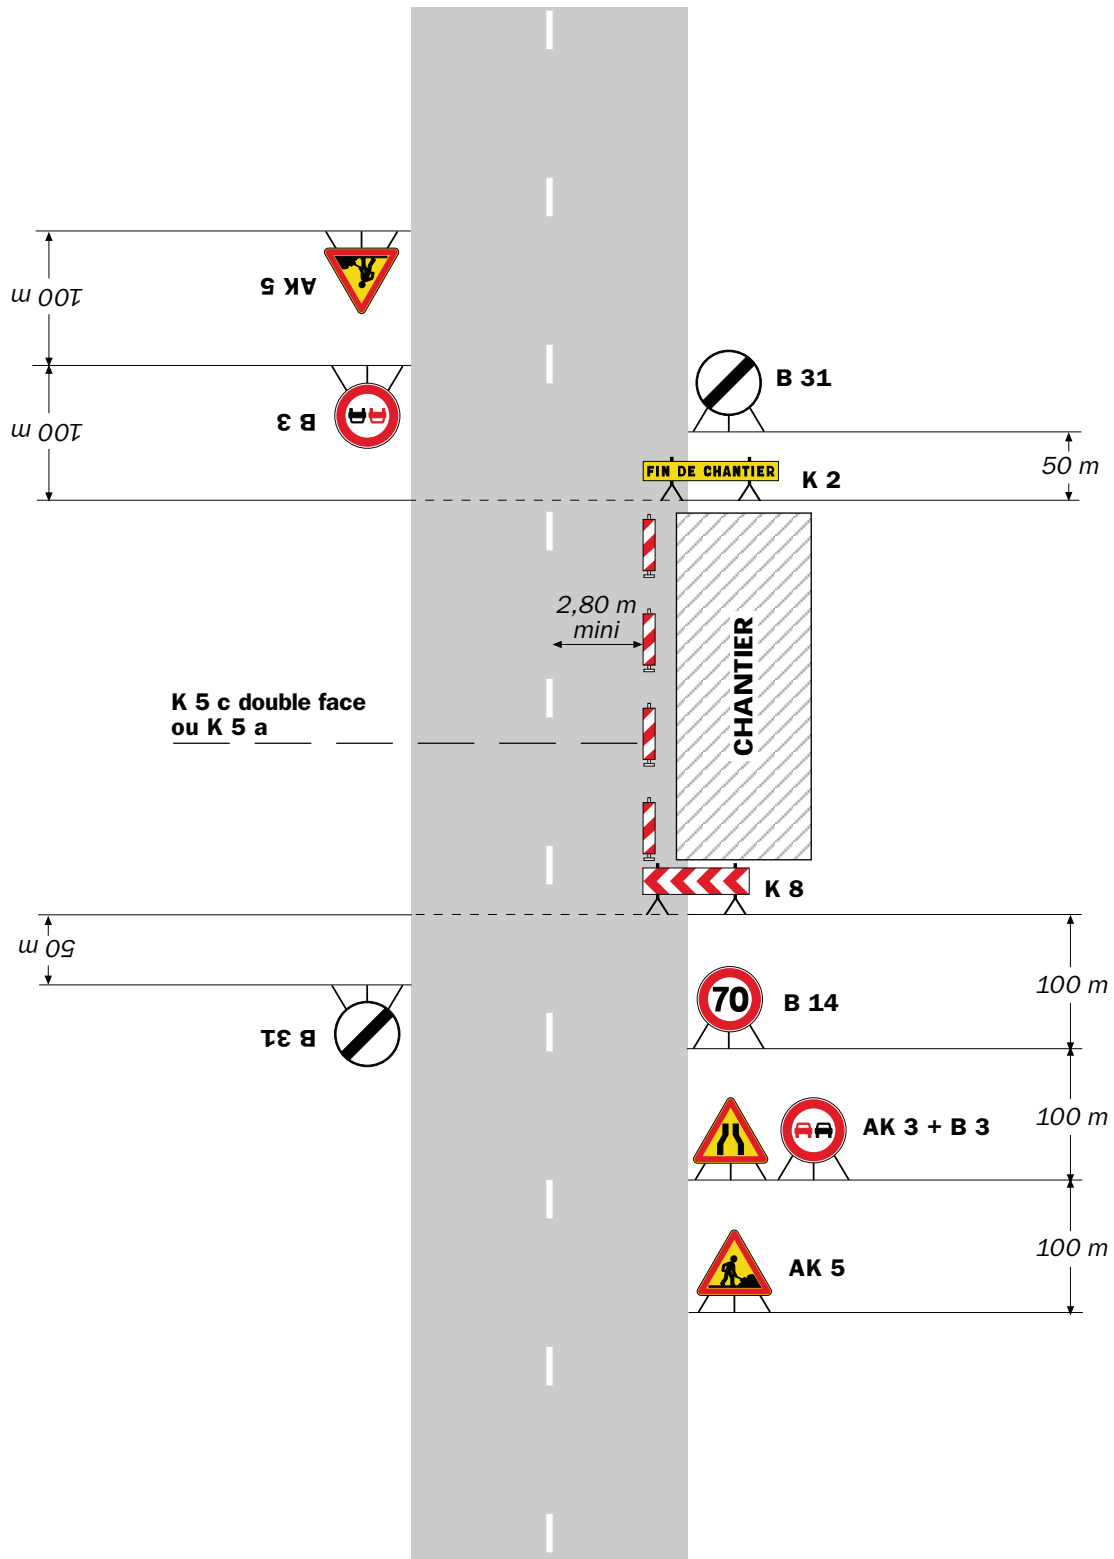 AK 5
100 m
B 3
100 m
B 31
50 m
FIN DE CHANTIER
K 2
2,80 m
mini
CHANTIER
K 5 c double face
ou K 5 a
K 8
50 m
B 31
70
B 14
100 m
AK 3 + B 3
100 m
AK 5
100 m